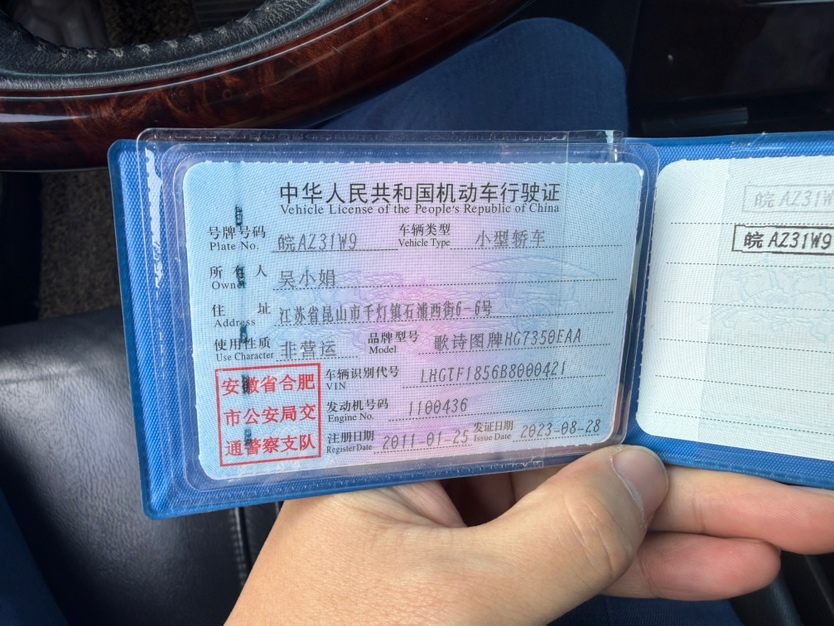 中华人民共和国机动车行驶证
Vehicle License of the People's Republic of China
号牌号码 皖AZ31W9 车辆类型 小型轿车
Plate No. Vehicle Type
所有人 吴小娟
Owner
住址 江苏省昆山市千灯镇石浦西街6-6号
Address
使用性质 非营运 品牌型号 歌诗图牌HG7350EAA
Use Character Model
车辆识别代号 LHGTF1856B8000421
VIN
发动机号码 1100436
Engine No.
注册日期 2011-01-25 发证日期 2023-08-28
Register Date Issue Date
安徽省合肥
市公安局交
通警察支队
皖AZ31W
皖AZ31W9